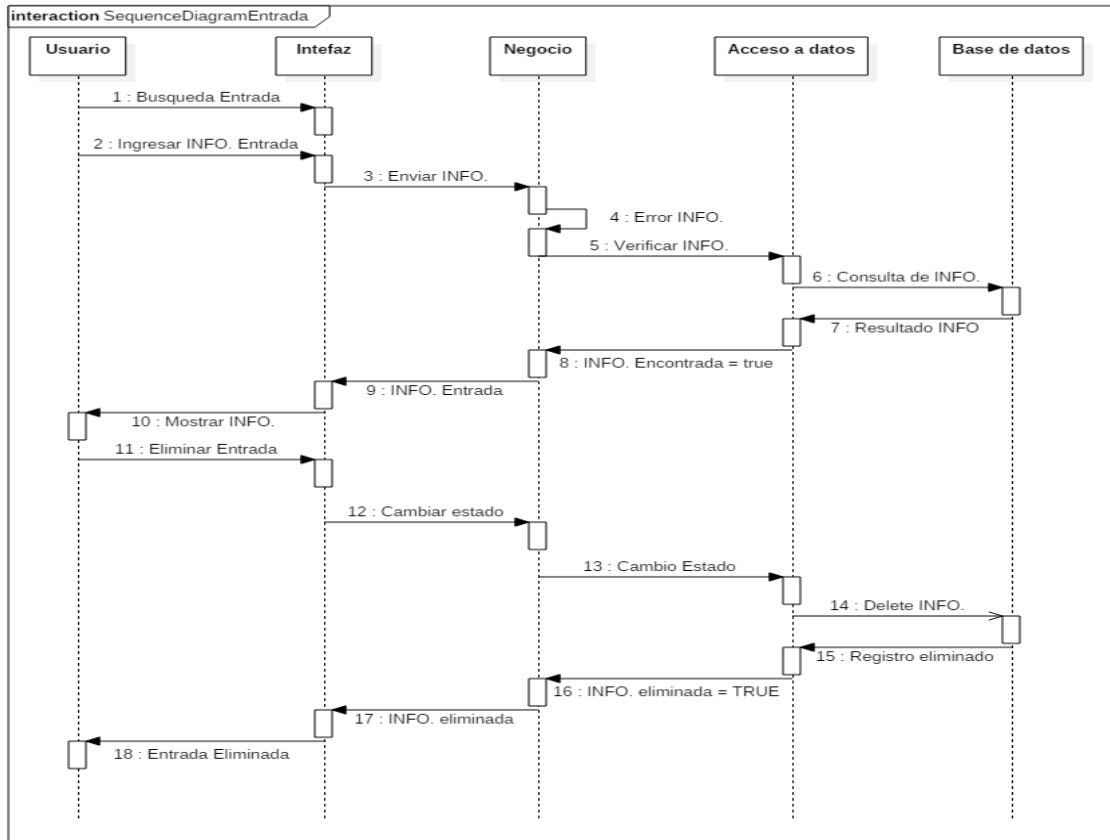 interaction SequenceDiagramEntrada
Usuario
Intefaz
Negocio
Acceso a datos
Base de datos
1 : Busqueda Entrada
2 : Ingresar INFO. Entrada
3 : Enviar INFO.
4 : Error INFO.
5 : Verificar INFO.
6 : Consulta de INFO.
7 : Resultado INFO
8 : INFO. Encontrada = true
9 : INFO. Entrada
10 : Mostrar INFO.
11 : Eliminar Entrada
12 : Cambiar estado
13 : Cambio Estado
14 : Delete INFO.
15 : Registro eliminado
16 : INFO. eliminada = TRUE
17 : INFO. eliminada
18 : Entrada Eliminada